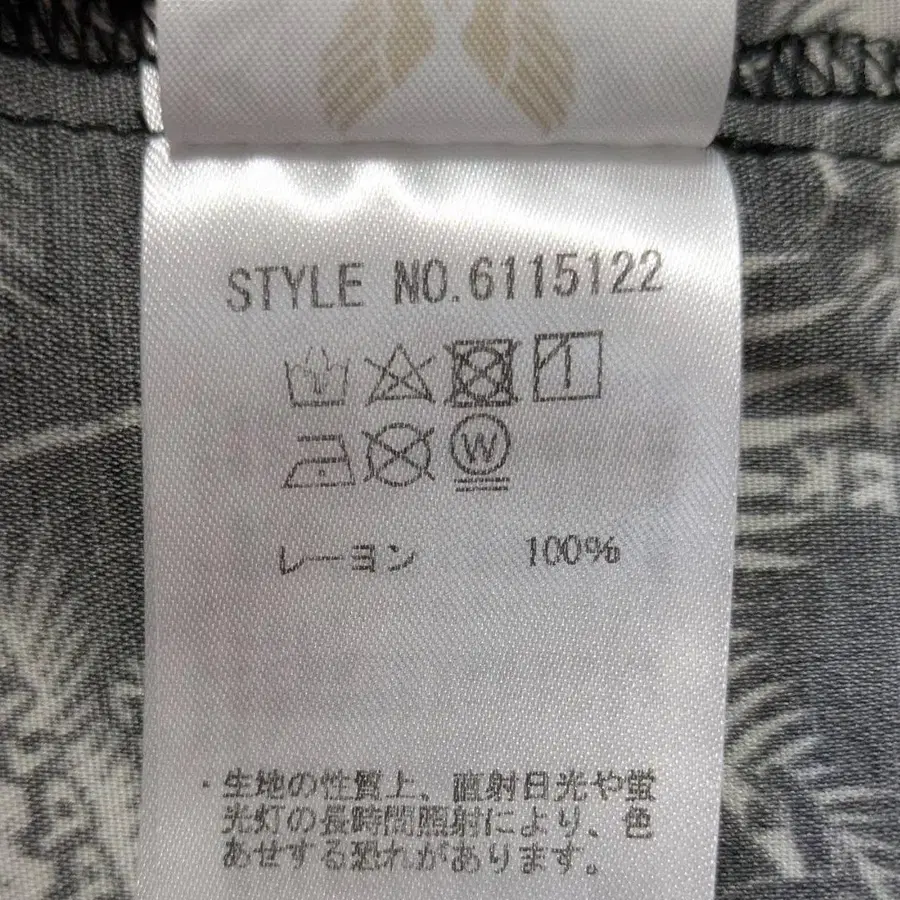 STYLE NO.6115122
W
レーヨン 100%
・生地の性質上、直射日光や蛍
光灯の長時間照射により、色
あせする恐れがあります。